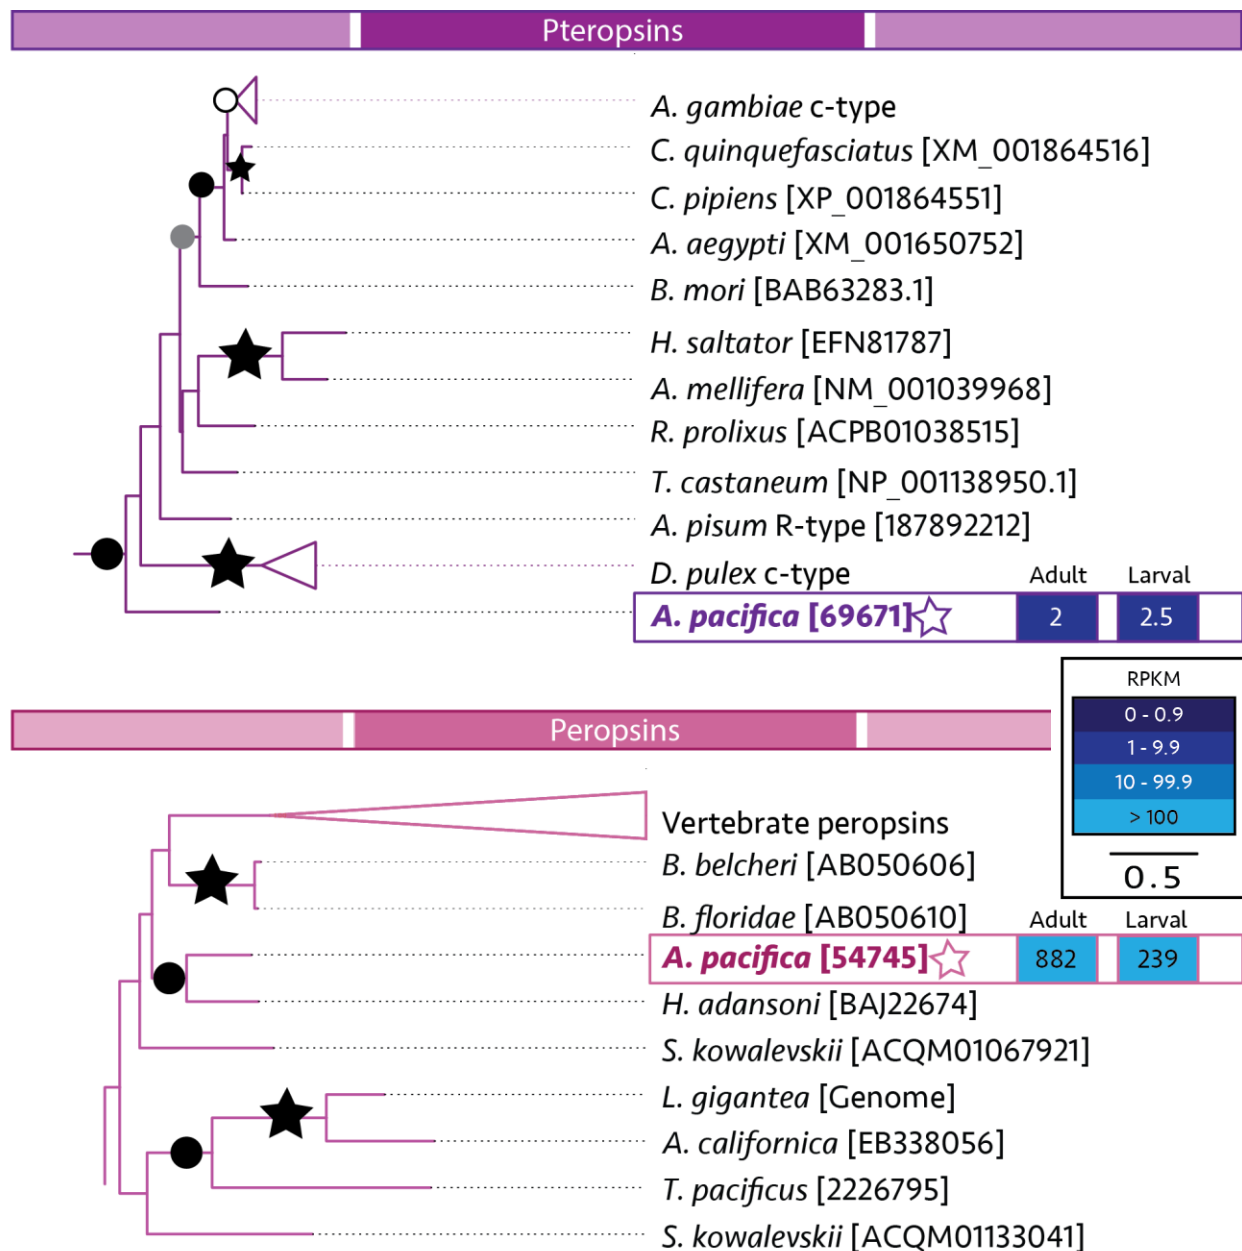 Pteropsins
A. gambiae c-type
C. quinquefasciatus [XM_001864516]
C. pipiens [XP_001864551]
A. aegypti [XM_001650752]
B. mori [BAB63283.1]
H. saltator [EFN81787]
A. mellifera [NM_001039968]
R. prolixus [ACPB01038515]
T. castaneum [NP_001138950.1]
A. pisum R-type [187892212]
D. pulex c-type
Adult Larval
A. pacifica [69671] 2 2.5
RPKM
0 - 0.9
1 - 9.9
10 - 99.9
> 100
0.5
Peropsins
Vertebrate peropsins
B. belcheri [AB050606]
B. floridae [AB050610]
Adult Larval
A. pacifica [54745] 882 239
H. adansoni [BAJ22674]
S. kowalevskii [ACQM01067921]
L. gigantea [Genome]
A. californica [EB338056]
T. pacificus [2226795]
S. kowalevskii [ACQM01133041]